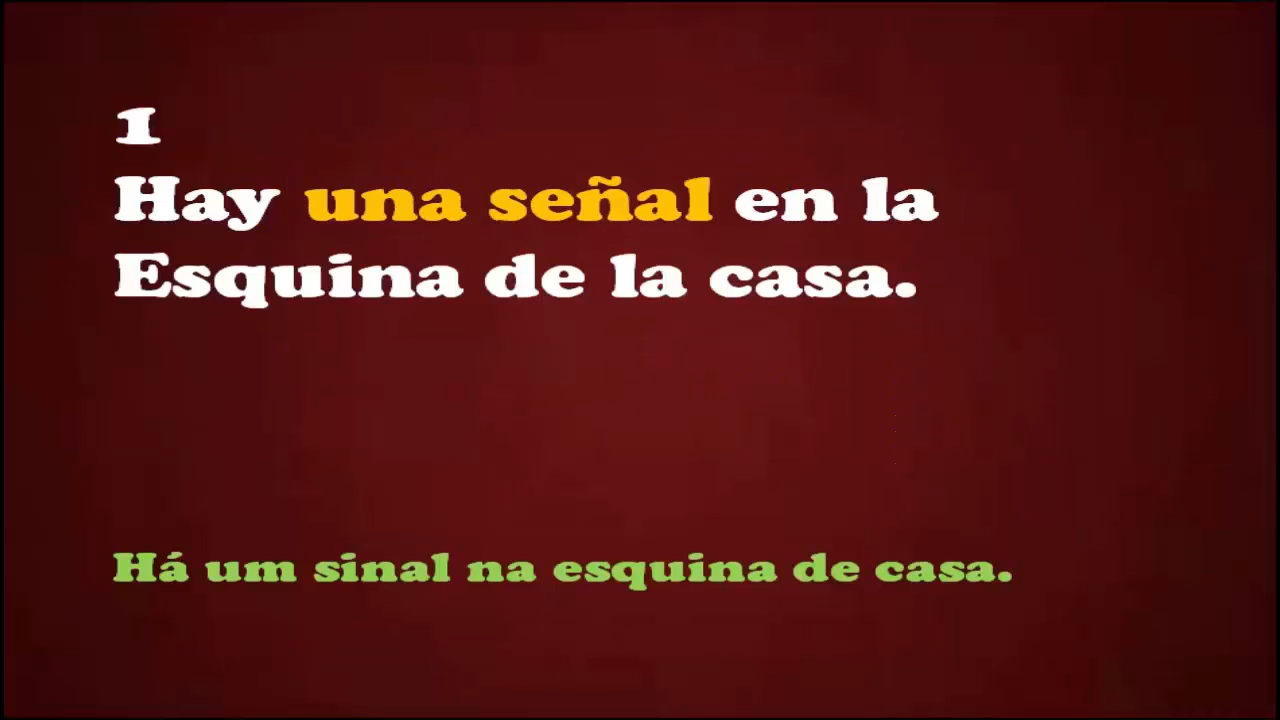 1
Hay una señal en la
Esquina de la casa.
Há um sinal na esquina de casa.